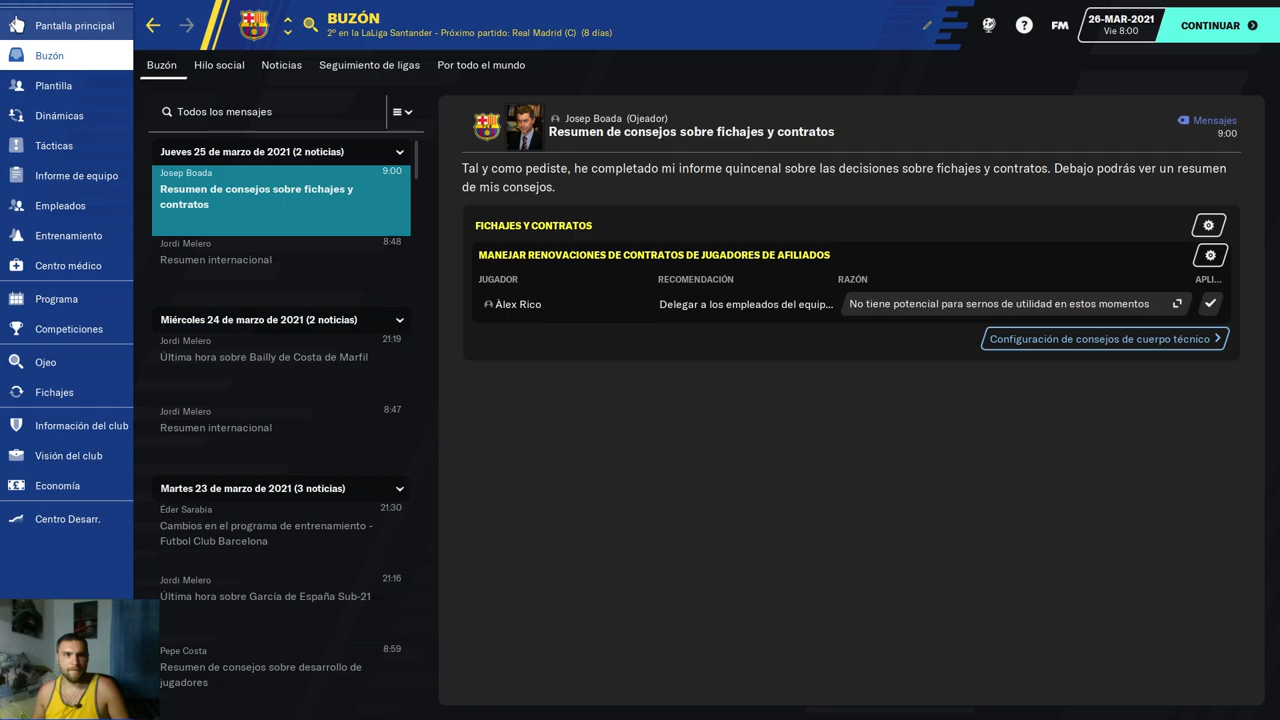 Pantalla principal
Buzón
Plantilla
Dinámicas
Tácticas
Informe de equipo
Empleados
Entrenamiento
Centro médico
Programa
Competiciones
Ojeo
Fichajes
Información del club
Visión del club
Economía
Centro Desarr.
BUZÓN
2º en la LaLiga Santander - Próximo partido: Real Madrid (C) (8 días)
FM
26-MAR-2021
Vie 8:00
CONTINUAR
Buzón Hilo social Noticias Seguimiento de ligas Por todo el mundo
Todos los mensajes
Jueves 25 de marzo de 2021 (2 noticias)
Josep Boada 9:00
Resumen de consejos sobre fichajes y
contratos
Jordi Melero 8:48
Resumen internacional
Miércoles 24 de marzo de 2021 (2 noticias)
Jordi Melero 21:19
Última hora sobre Bailly de Costa de Marfil
Jordi Melero 8:47
Resumen internacional
Martes 23 de marzo de 2021 (3 noticias)
Éder Sarabia 21:30
Cambios en el programa de entrenamiento -
Futbol Club Barcelona
Jordi Melero 21:16
Última hora sobre García de España Sub-21
Pepe Costa 8:59
Resumen de consejos sobre desarrollo de
jugadores
Josep Boada (Ojeador)
Resumen de consejos sobre fichajes y contratos
Mensajes
9:00
Tal y como pediste, he completado mi informe quincenal sobre las decisiones sobre fichajes y contratos. Debajo podrás ver un resumen
de mis consejos.
FICHAJES Y CONTRATOS
MANEJAR RENOVACIONES DE CONTRATOS DE JUGADORES DE AFILIADOS
JUGADOR RECOMENDACIÓN RAZÓN APLI...
Àlex Rico Delegar a los empleados del equip... No tiene potencial para sernos de utilidad en estos momentos
Configuración de consejos de cuerpo técnico